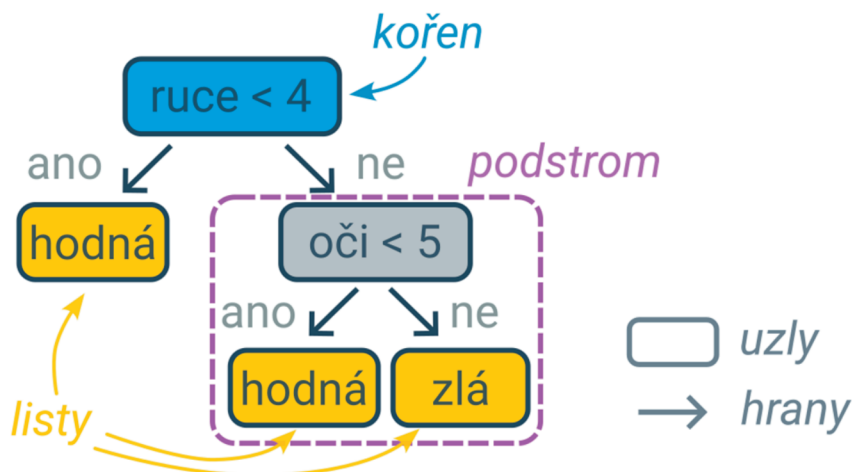 kořen
ruce < 4
ano
ne
podstrom
hodná
oči < 5
ano
ne
hodná
zlá
listy
uzly
hrany